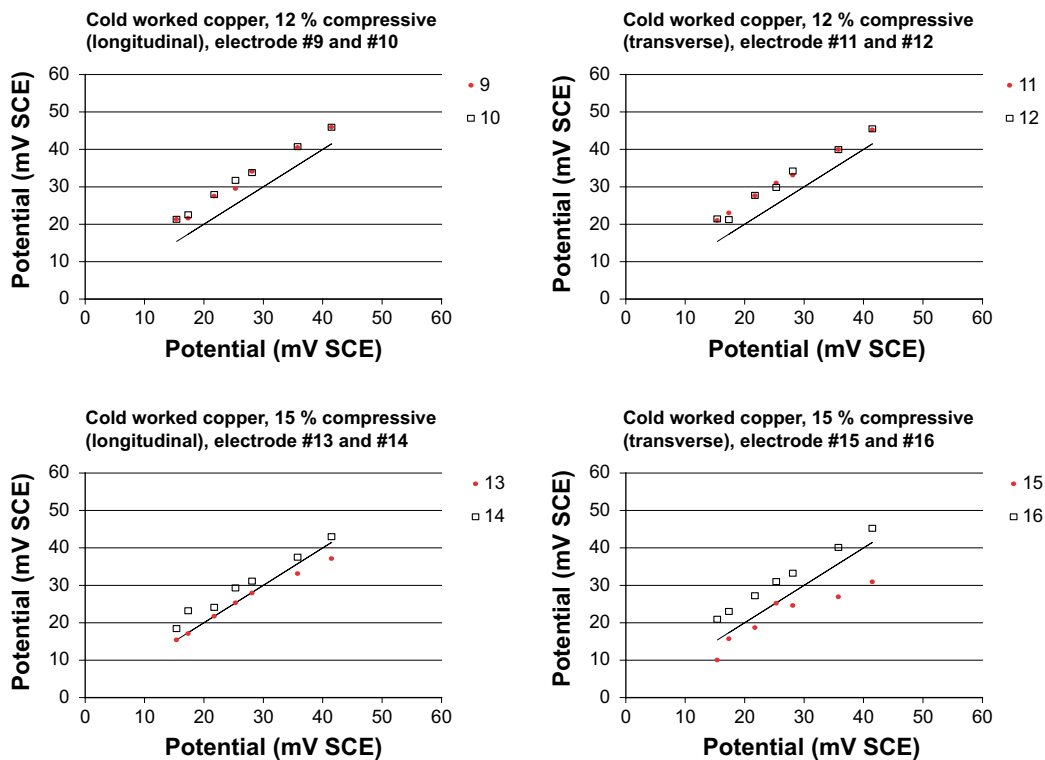 Cold worked copper, 12 % compressive
(longitudinal), electrode #9 and #10
Potential (mV SCE)
60
50
40
30
20
10
0
0 10 20 30 40 50 60
Potential (mV SCE)
9
10
Cold worked copper, 12 % compressive
(transverse), electrode #11 and #12
Potential (mV SCE)
60
50
40
30
20
10
0
0 10 20 30 40 50 60
Potential (mV SCE)
11
12
Cold worked copper, 15 % compressive
(longitudinal), electrode #13 and #14
Potential (mV SCE)
60
50
40
30
20
10
0
0 10 20 30 40 50 60
Potential (mV SCE)
13
14
Cold worked copper, 15 % compressive
(transverse), electrode #15 and #16
Potential (mV SCE)
60
50
40
30
20
10
0
0 10 20 30 40 50 60
Potential (mV SCE)
15
16